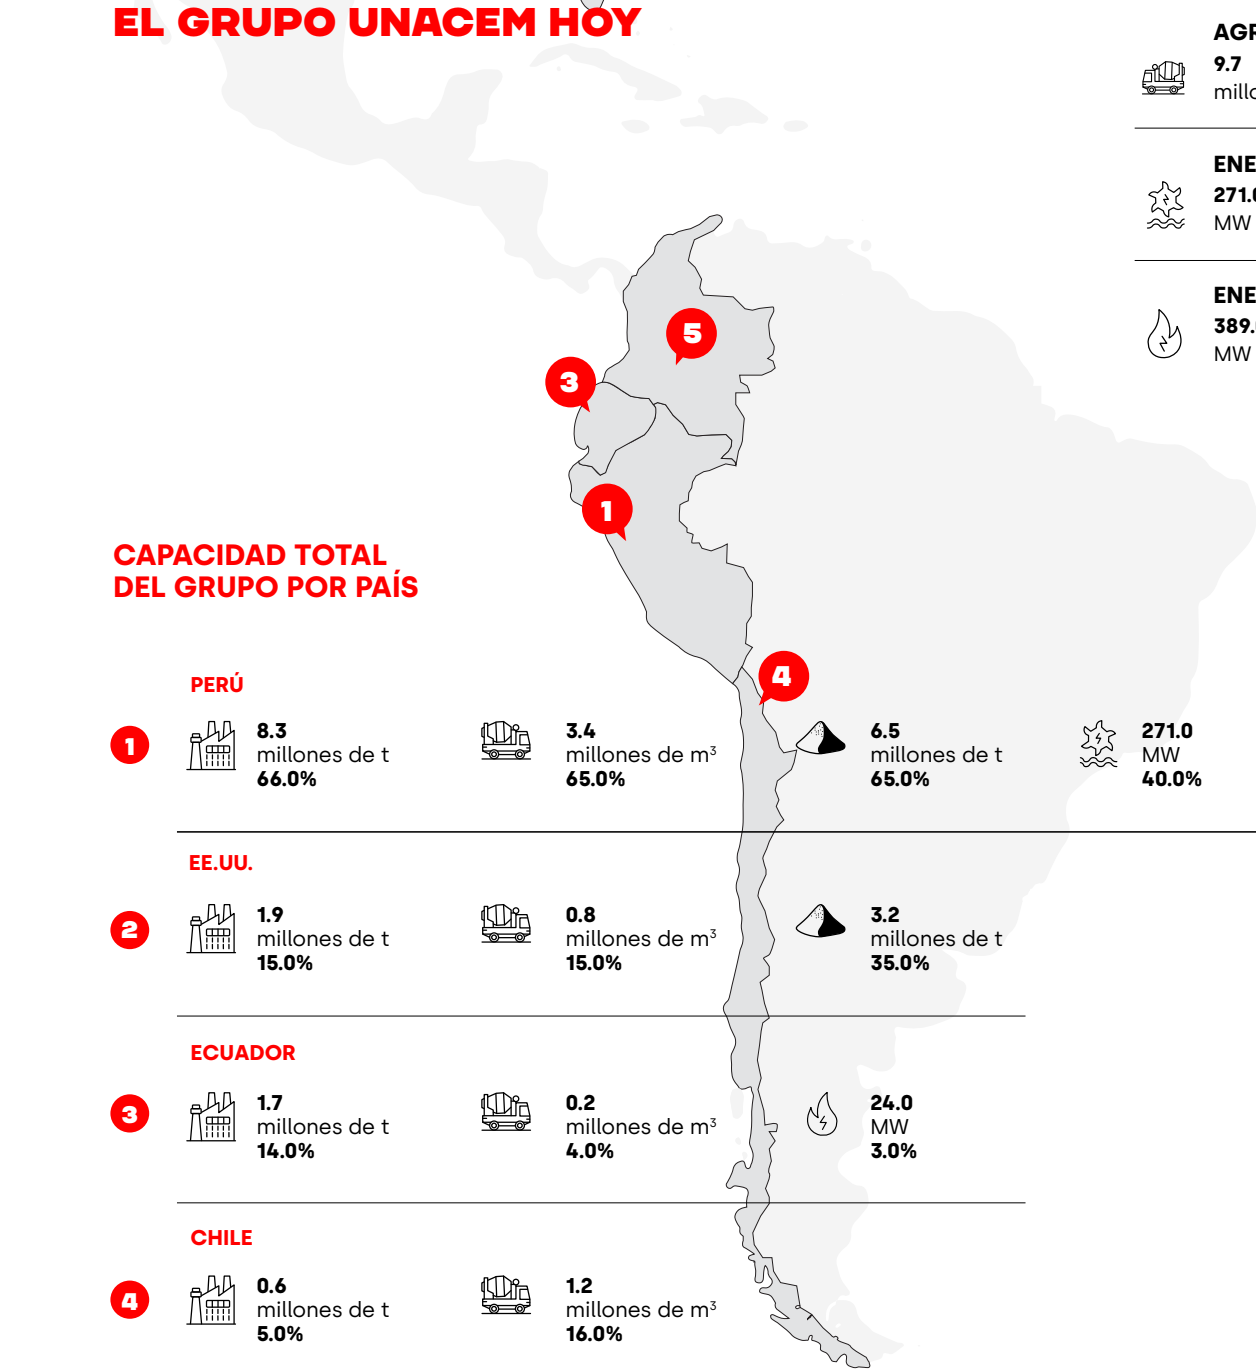 EL GRUPO UNACEM HOY
9.7
MW
MW
5
3
1
4
CAPACIDAD TOTAL
DEL GRUPO POR PAÍS
PERÚ
1
8.3
millones de t
66.0%
3.4
millones de m³
65.0%
6.5
millones de t
65.0%
271.0
MW
40.0%
EE.UU.
2
1.9
millones de t
15.0%
0.8
millones de m³
15.0%
3.2
millones de t
35.0%
ECUADOR
3
1.7
millones de t
14.0%
0.2
millones de m³
4.0%
24.0
MW
3.0%
CHILE
4
0.6
millones de t
5.0%
1.2
millones de m³
16.0%